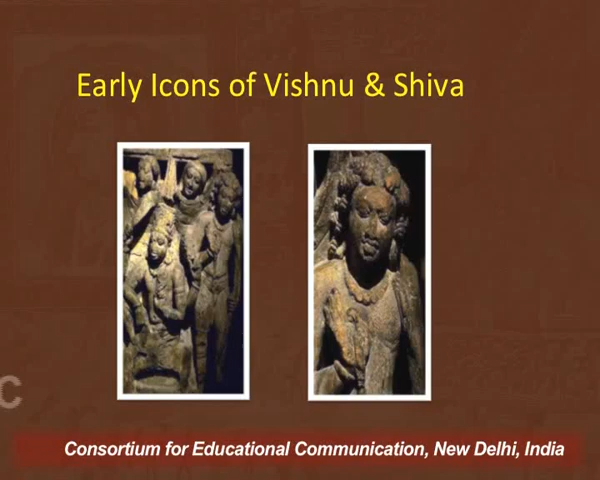 Early Icons of Vishnu & Shiva
C
Consortium for Educational Communication, New Delhi, India